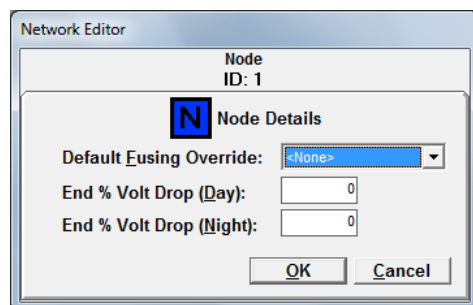 Network Editor
Node
ID: 1
N Node Details
Default Fusing Override: <None>
End % Volt Drop (Day): 0
End % Volt Drop (Night): 0
OK Cancel